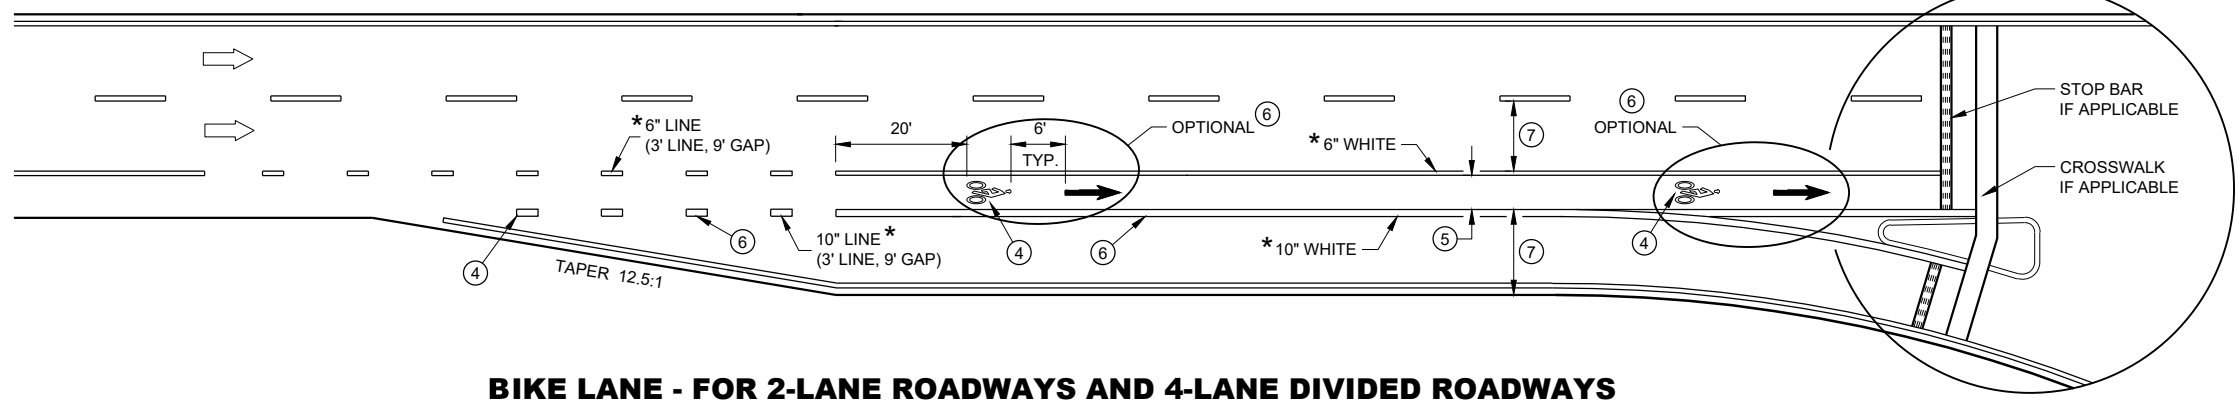 STOP BAR
IF APPLICABLE
6
6
OPTIONAL
OPTIONAL
* 6" LINE
(3' LINE, 9' GAP)
20'
6'
TYP.
* 6" WHITE
7
CROSSWALK
IF APPLICABLE
4
TAPER 12.5:1
6
10" LINE *
(3' LINE, 9' GAP)
4
6
* 10" WHITE
5
7
4
BIKE LANE - FOR 2-LANE ROADWAYS AND 4-LANE DIVIDED ROADWAYS